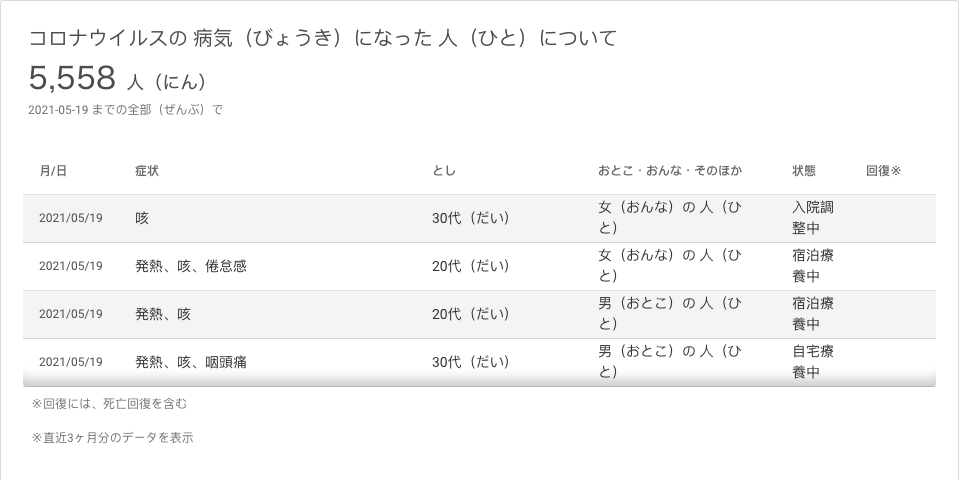 コロナウイルスの 病気（びょうき）になった 人（ひと）について
5,558 人（にん）
2021-05-19 までの全部（ぜんぶ）で
月/日 症状 とし おとこ・おんな・そのほか 状態 回復※
2021/05/19 咳 30代（だい） 女（おんな）の 人（ひと） 入院調整中
2021/05/19 発熱、咳、倦怠感 20代（だい） 女（おんな）の 人（ひと） 宿泊療養中
2021/05/19 発熱、咳 20代（だい） 男（おとこ）の 人（ひと） 宿泊療養中
2021/05/19 発熱、咳、咽頭痛 30代（だい） 男（おとこ）の 人（ひと） 自宅療養中
※回復には、死亡回復を含む
※直近3ヶ月分のデータを表示